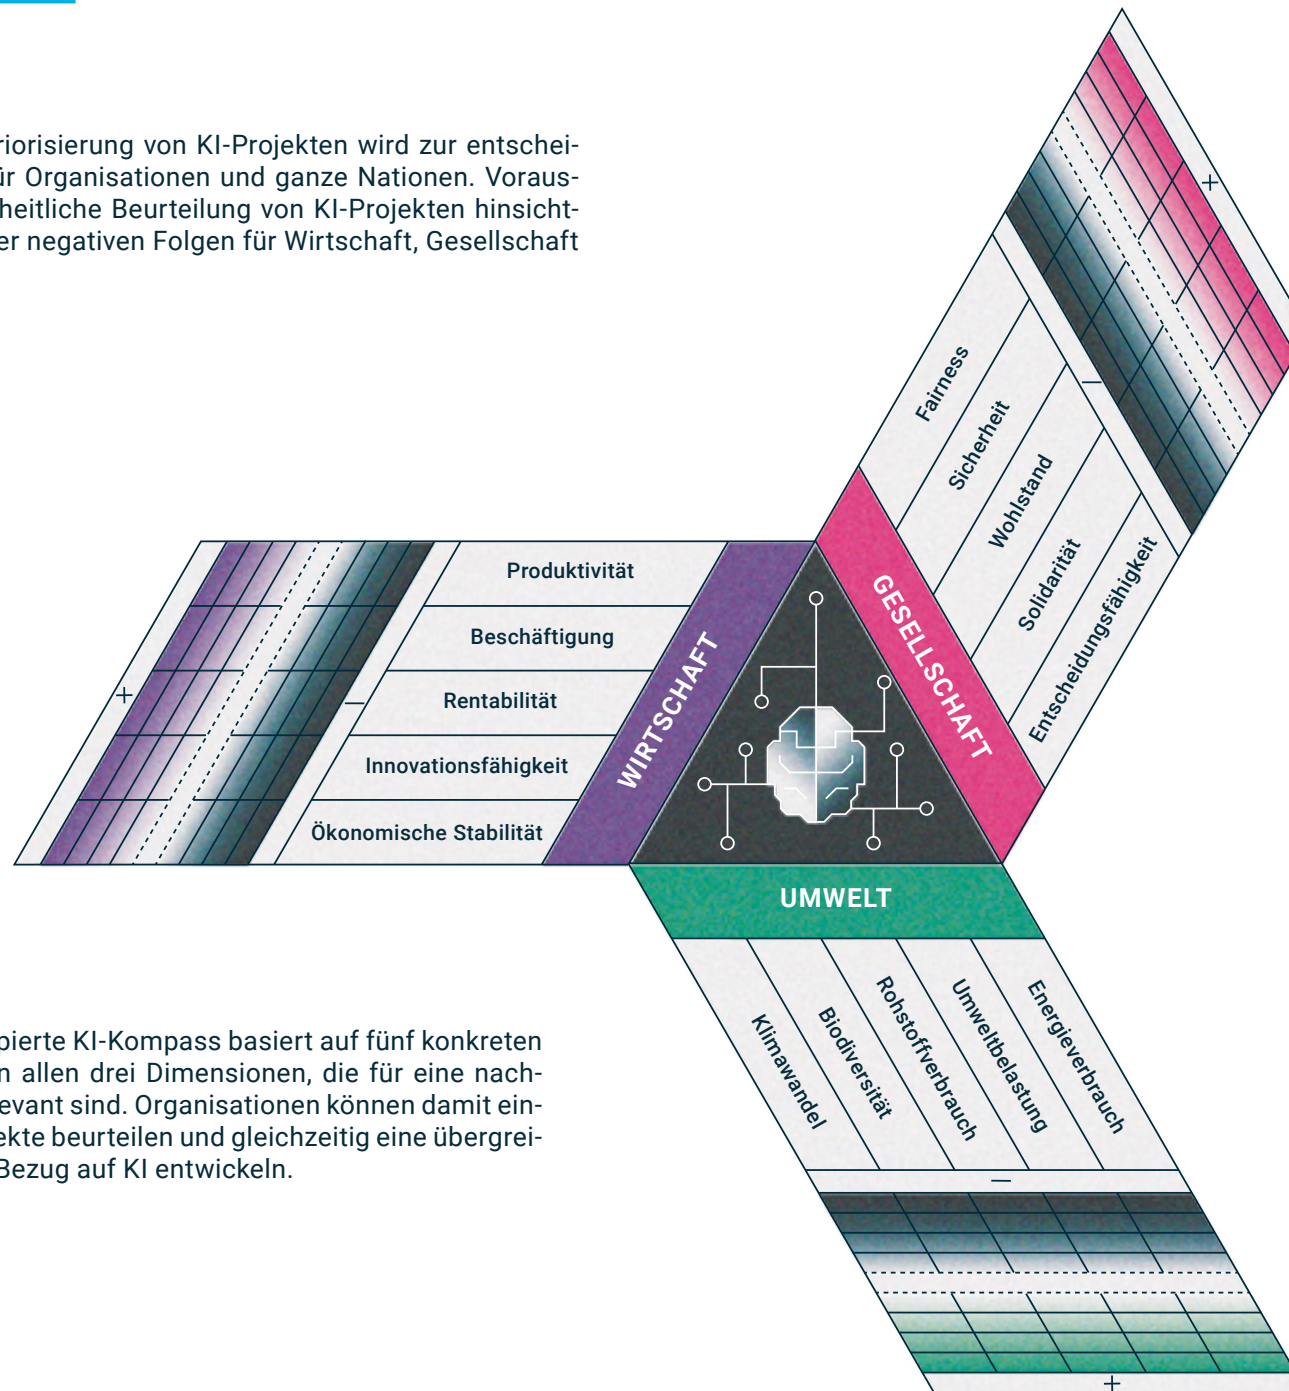 riorisierung von KI-Projekten wird zur entschei-
ür Organisationen und ganze Nationen. Voraus-
heitliche Beurteilung von KI-Projekten hinsicht-
er negativen Folgen für Wirtschaft, Gesellschaft
+
−
Fairness
Sicherheit
Wohlstand
Solidarität
Entscheidungsfähigkeit
GESELLSCHAFT
+
−
Produktivität
Beschäftigung
Rentabilität
Innovationsfähigkeit
Ökonomische Stabilität
WIRTSCHAFT
UMWELT
Klimawandel
Biodiversität
Rohstoffverbrauch
Umweltbelastung
Energieverbrauch
−
+
pierte KI-Kompass basiert auf fünf konkreten
n allen drei Dimensionen, die für eine nach-
evant sind. Organisationen können damit ein-
ekte beurteilen und gleichzeitig eine übergrei-
Bezug auf KI entwickeln.